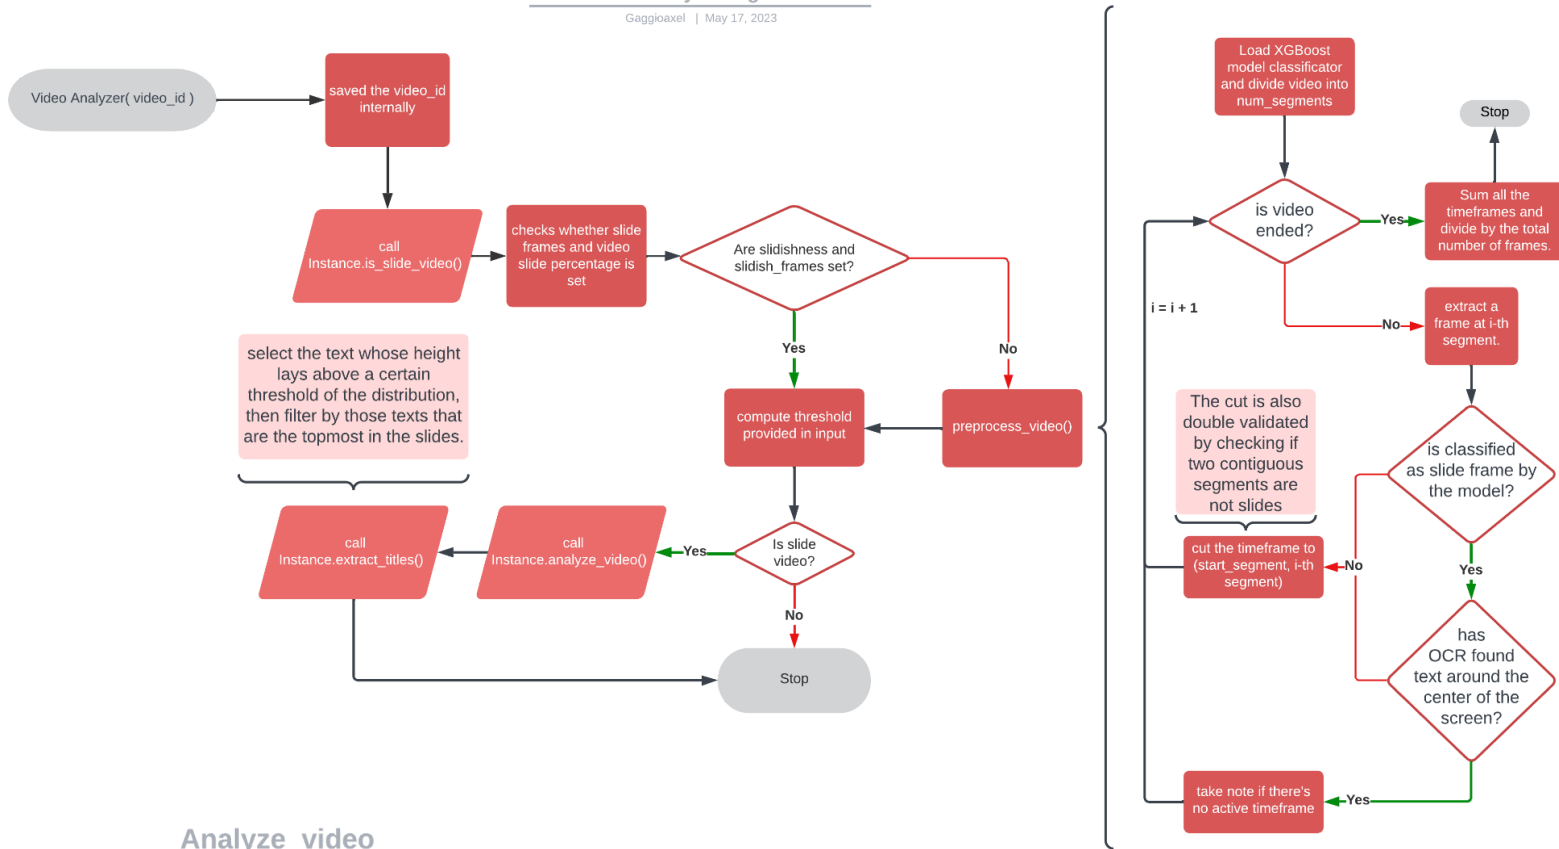 Gaggioaxel | May 17, 2023
Video Analyzer( video_id )
saved the video_id
internally
call
Instance.is_slide_video()
checks whether slide
frames and video
slide percentage is
set
Are slidishness and
slidish_frames set?
Yes
No
compute threshold
provided in input
preprocess_video()
select the text whose height
lays above a certain
threshold of the distribution,
then filter by those texts that
are the topmost in the slides.
call
Instance.extract_titles()
call
Instance.analyze_video()
Yes
Is slide
video?
No
Stop
Analyze_video
Load XGBoost
model classificator
and divide video into
num_segments
Stop
is video
ended?
Yes
Sum all the
timeframes and
divide by the total
number of frames.
i = i + 1
No
extract a
frame at i-th
segment.
The cut is also
double validated
by checking if
two contiguous
segments are
not slides
is classified
as slide frame by
the model?
cut the timeframe to
(start_segment, i-th
segment)
No
Yes
has
OCR found
text around the
center of the
screen?
take note if there's
no active timeframe
Yes